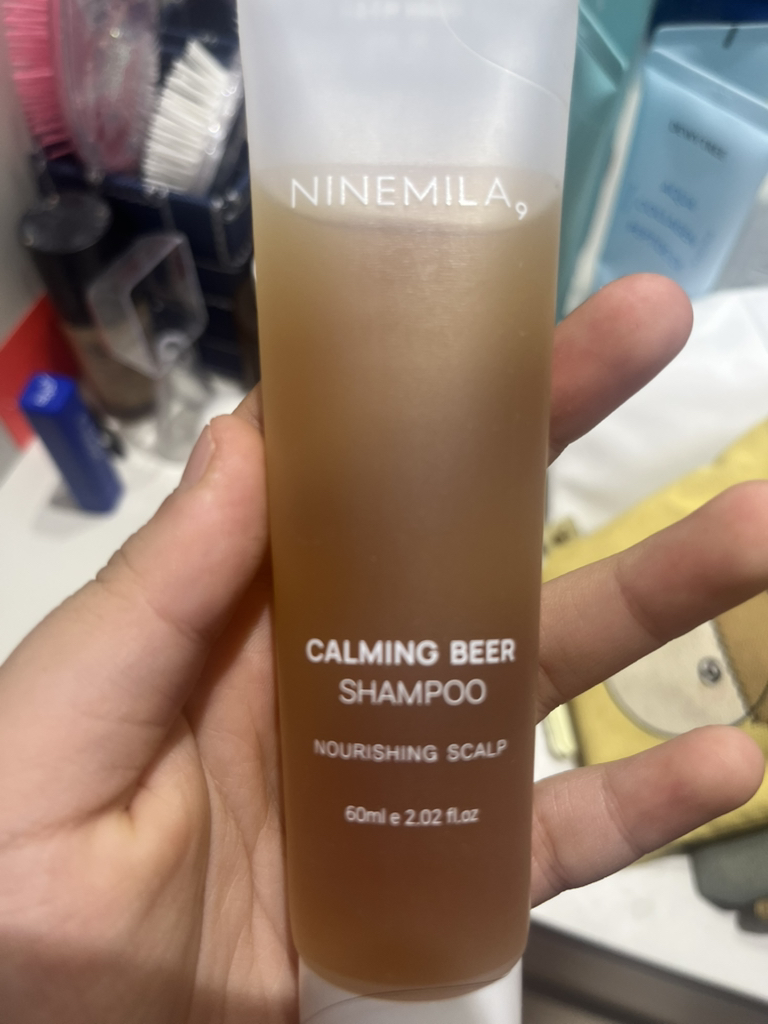 NINEMILA9
CALMING BEER
SHAMPOO
NOURISHING SCALP
60ml e 2.02 fl.oz